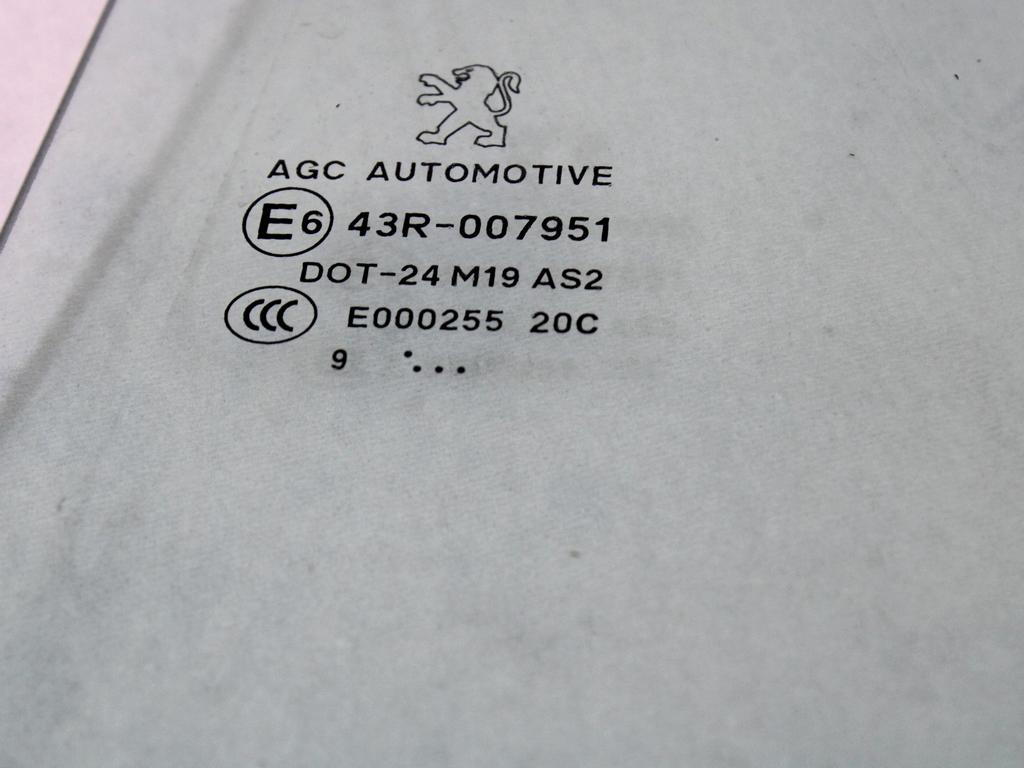 AGC AUTOMOTIVE
E6 43R-007951
DOT-24 M19 AS2
CCC E000255 20C
9 ·...